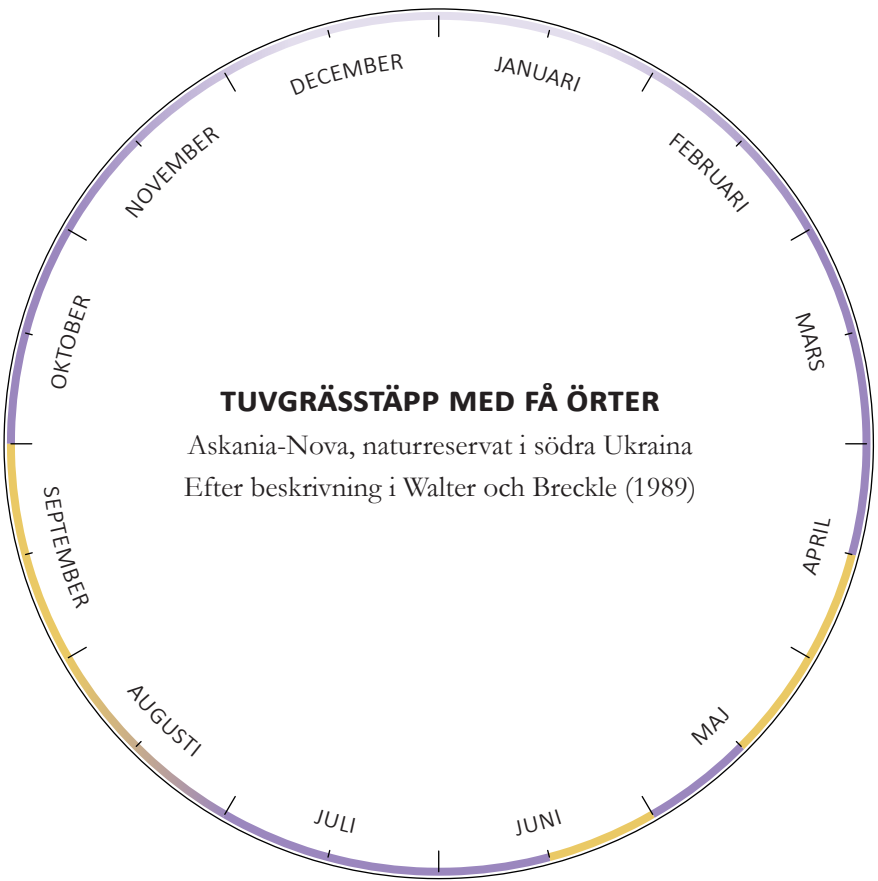 JANUARI
FEBRUARI
MARS
APRIL
MAJ
JUNI
JULI
AUGUSTI
SEPTEMBER
OKTOBER
NOVEMBER
DECEMBER
TUVGRÄSSTÄPP MED FÅ ÖRTER
Askania-Nova, naturreservat i södra Ukraina
Efter beskrivning i Walter och Breckle (1989)